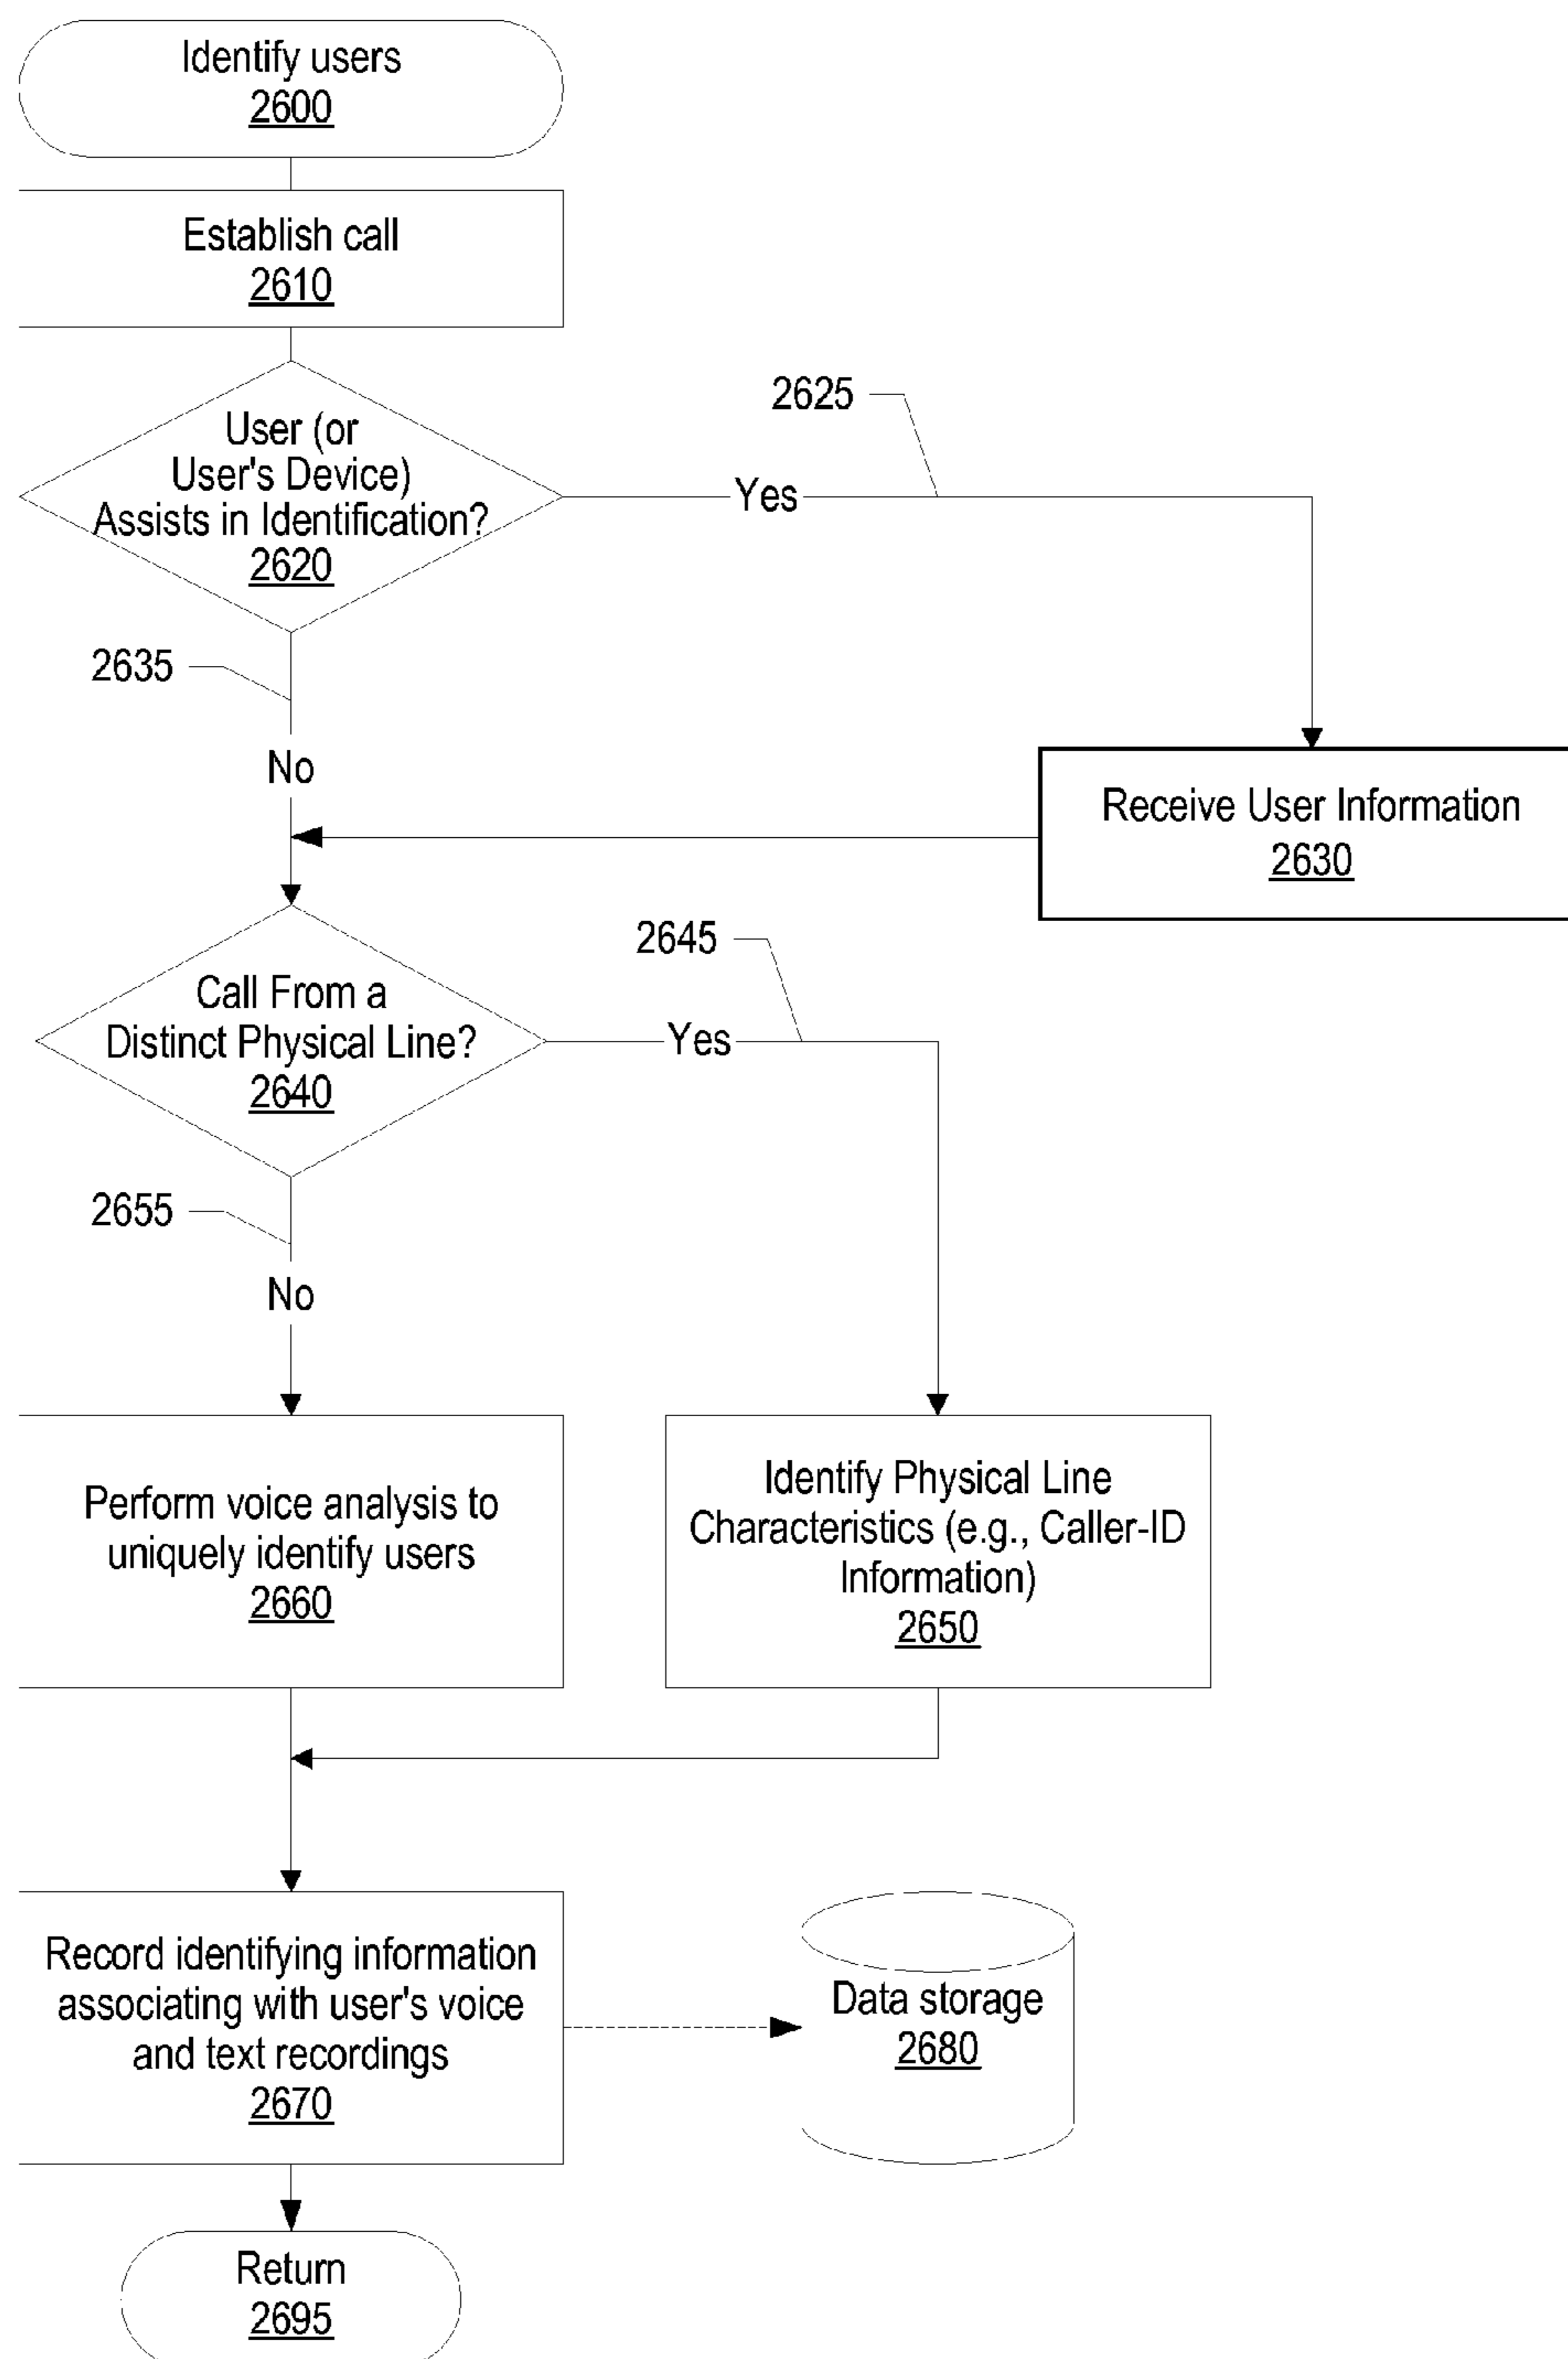 Identify users
2600
Establish call
2610
User (or
User's Device)
Assists in Identification?
2620
2625
Yes
2635
No
Receive User Information
2630
Call From a
Distinct Physical Line?
2640
2645
Yes
2655
No
Perform voice analysis to
uniquely identify users
2660
Identify Physical Line
Characteristics (e.g., Caller-ID
Information)
2650
Record identifying information
associating with user's voice
and text recordings
2670
Data storage
2680
Return
2695